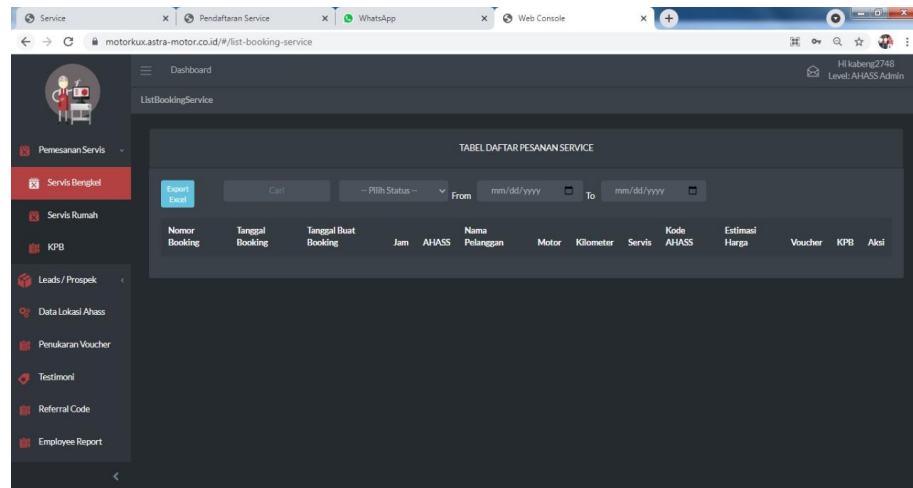 Service
Pendaftaran Service
WhatsApp
Web Console
motorkux.astra-motor.co.id/#/list-booking-service
Dashboard
Hi kabeng2748
Level: AHASS Admin
ListBookingService
Pemesanan Servis
Servis Bengkel
Servis Rumah
KPB
Leads / Prospek
Data Lokasi Ahass
Penukaran Voucher
Testimoni
Referral Code
Employee Report
TABEL DAFTAR PESANAN SERVICE
Export
Excel
Cari
-- Pilih Status --
From
mm/dd/yyyy
To
mm/dd/yyyy
Nomor Booking
Tanggal Booking
Tanggal Buat Booking
Jam
AHASS
Nama Pelanggan
Motor
Kilometer
Servis
Kode AHASS
Estimasi Harga
Voucher
KPB
Aksi